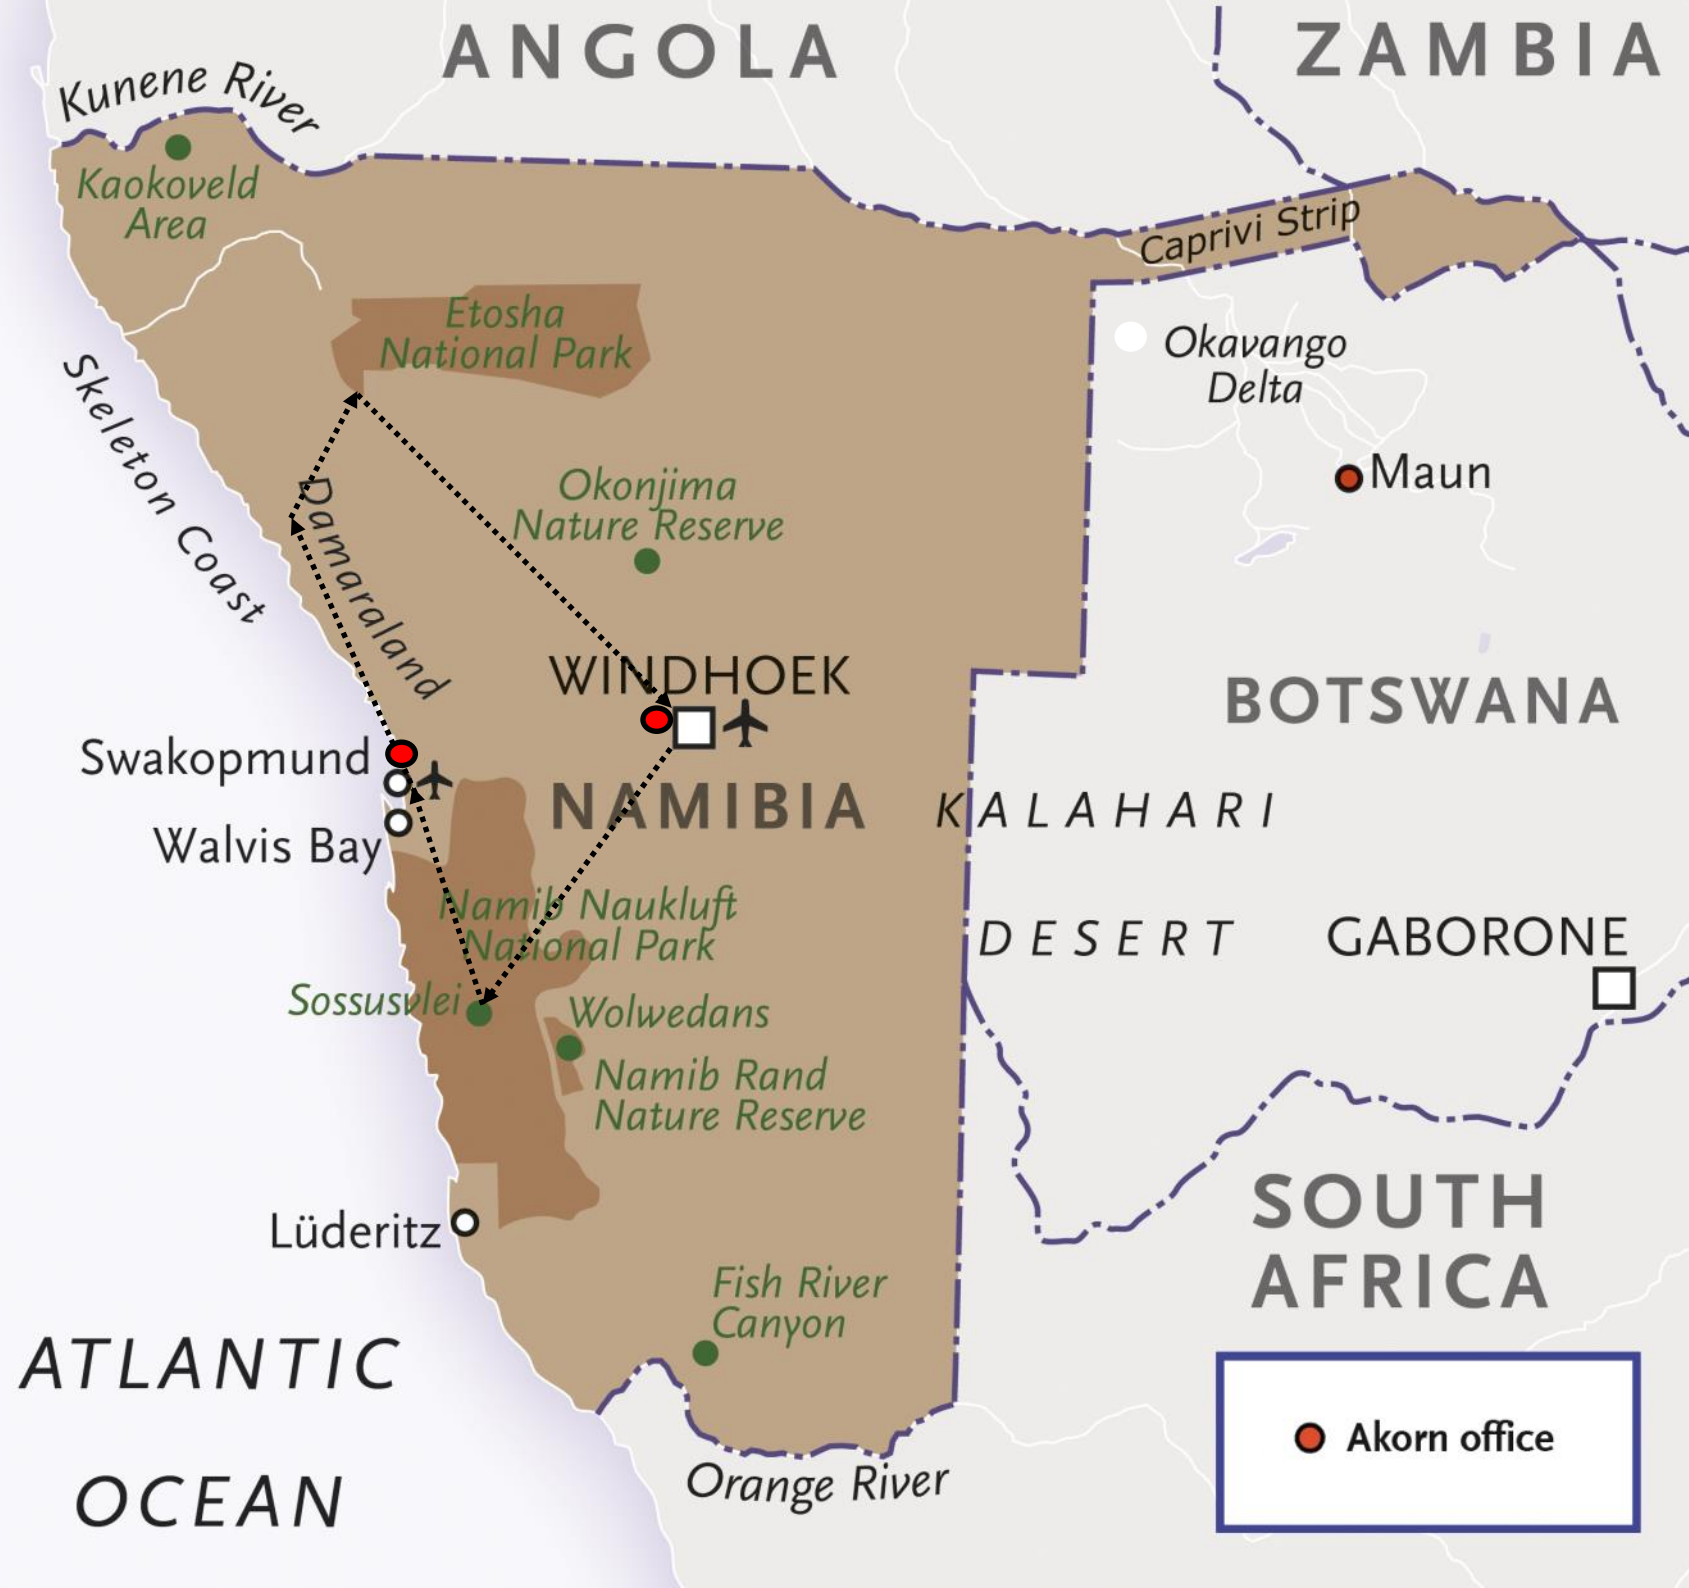 ANGOLA
ZAMBIA
Kunene River
Kaokoveld
Area
Caprivi Strip
Etosha
National Park
Okavango
Delta
Skeleton Coast
Damaraland
Okonjima
Nature Reserve
Maun
WINDHOEK
BOTSWANA
Swakopmund
NAMIBIA
KALAHARI
Walvis Bay
Namib Naukluft
National Park
DESERT
GABORONE
Sossusvlei
Wolwedans
Namib Rand
Nature Reserve
SOUTH
AFRICA
Lüderitz
Fish River
Canyon
ATLANTIC
OCEAN
Orange River
Akorn office